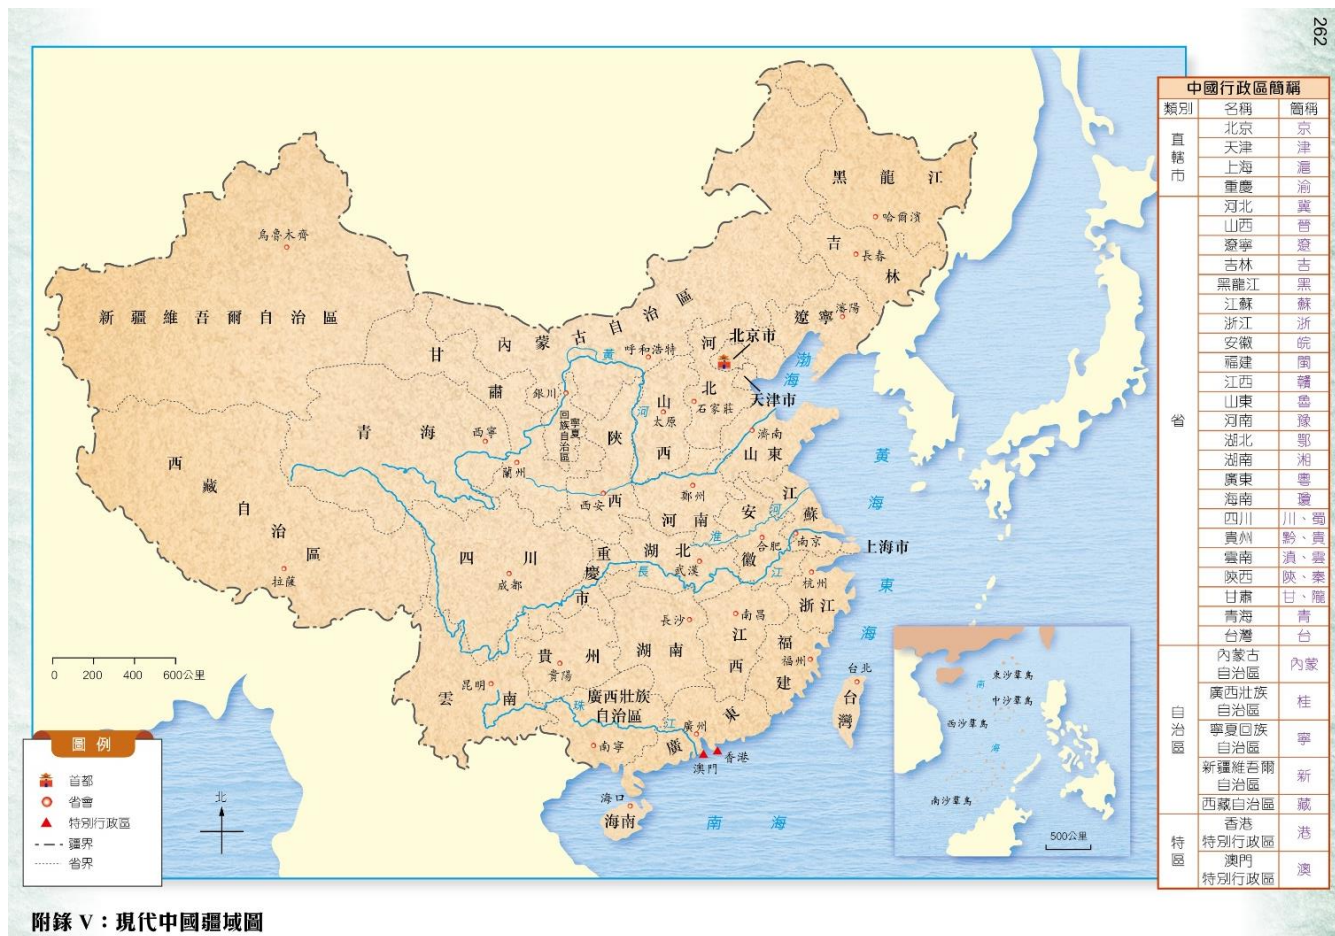 262
中國行政區簡稱
類別 名稱 簡稱
直轄市
北京 京
天津 津
上海 滬
重慶 渝
省
河北 冀
山西 晉
遼寧 遼
吉林 吉
黑龍江 黑
江蘇 蘇
浙江 浙
安徽 皖
福建 閩
江西 贛
山東 魯
河南 豫
湖北 鄂
湖南 湘
廣東 粵
海南 瓊
四川 川、蜀
貴州 黔、貴
雲南 滇、雲
陝西 陝、秦
甘肅 甘、隴
青海 青
台灣 台
自治區
內蒙古
自治區 內蒙
廣西壯族
自治區 桂
寧夏回族
自治區 寧
新疆維吾爾
自治區 新
西藏自治區 藏
特區
香港
特別行政區 港
澳門
特別行政區 澳
黑龍江
哈爾濱
吉林
長春
遼寧
瀋陽
烏魯木齊
新疆維吾爾自治區
內蒙古自治區
呼和浩特
甘肅
蘭州
銀川
寧夏
回族自治區
青海
西寧
西藏自治區
拉薩
河北
石家莊
北京市
天津市
渤海
山西
太原
陝西
西安
黃河
濟南
山東
黃海
鄭州
河南
淮河
江蘇
南京
安徽
合肥
上海市
東海
四川
成都
重慶市
湖北
武漢
長江
杭州
浙江
長沙
湖南
南昌
江西
福建
福州
貴州
貴陽
雲南
昆明
廣西壯族
自治區
南寧
珠江
廣東
廣州
香港
澳門
台北
台灣
海口
海南
南海
東沙羣島
中沙羣島
西沙羣島
南沙羣島
南海
500公里
0 200 400 600公里
圖例
首都
省會
特別行政區
疆界
省界
北
附錄 V：現代中國疆域圖